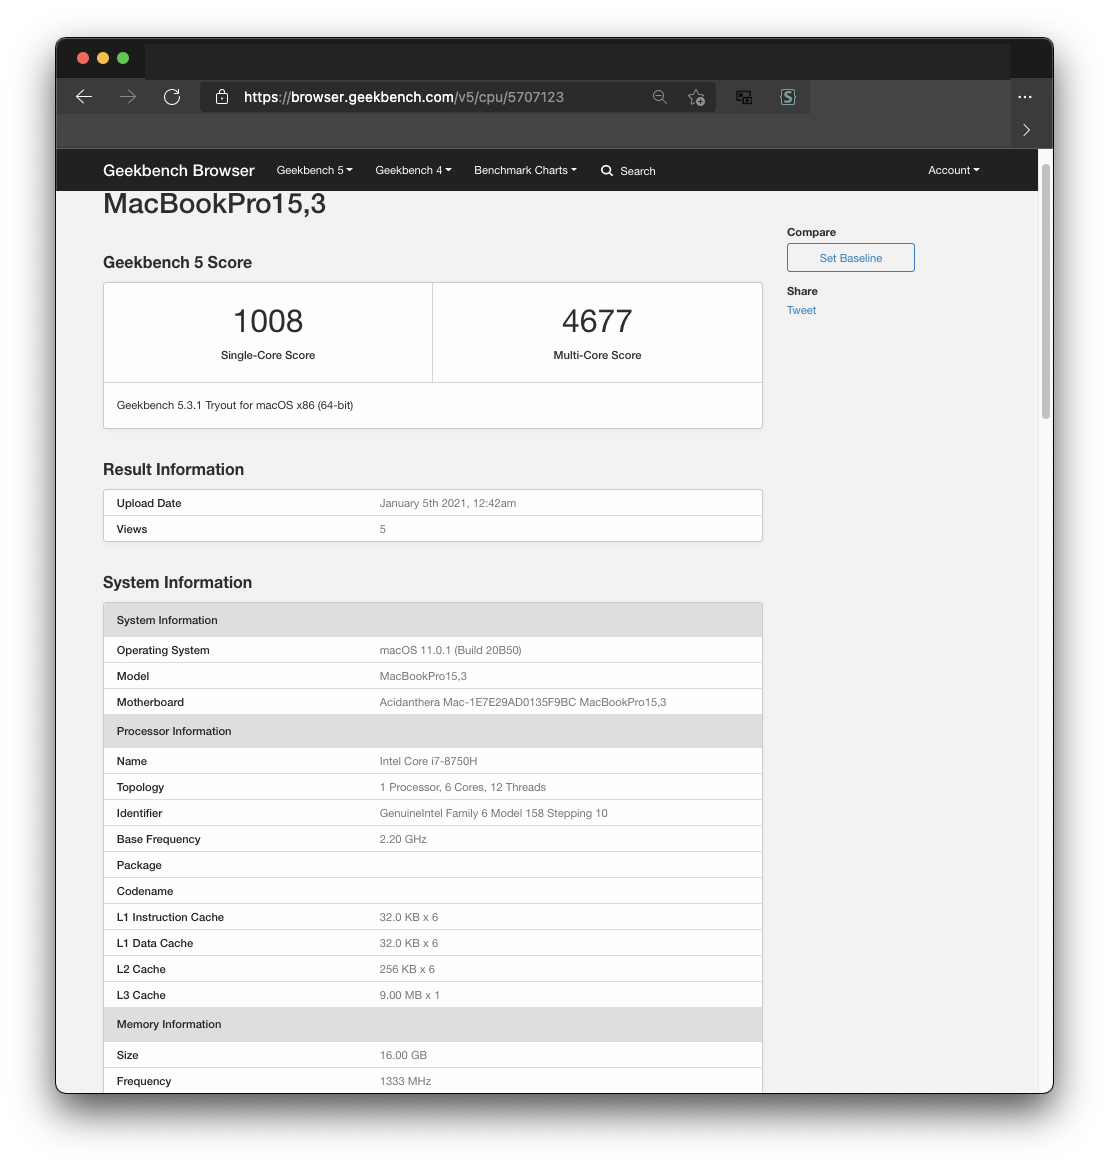 https://browser.geekbench.com/v5/cpu/5707123
Geekbench Browser Geekbench 5 Geekbench 4 Benchmark Charts Search Account
MacBookPro15,3
Compare
Set Baseline
Share
Tweet
Geekbench 5 Score
1008 4677
Single-Core Score Multi-Core Score
Geekbench 5.3.1 Tryout for macOS x86 (64-bit)
Result Information
Upload Date January 5th 2021, 12:42am
Views 5
System Information
System Information
Operating System macOS 11.0.1 (Build 20B50)
Model MacBookPro15,3
Motherboard Acidanthera Mac-1E7E29AD0135F9BC MacBookPro15,3
Processor Information
Name Intel Core i7-8750H
Topology 1 Processor, 6 Cores, 12 Threads
Identifier GenuineIntel Family 6 Model 158 Stepping 10
Base Frequency 2.20 GHz
Package
Codename
L1 Instruction Cache 32.0 KB x 6
L1 Data Cache 32.0 KB x 6
L2 Cache 256 KB x 6
L3 Cache 9.00 MB x 1
Memory Information
Size 16.00 GB
Frequency 1333 MHz